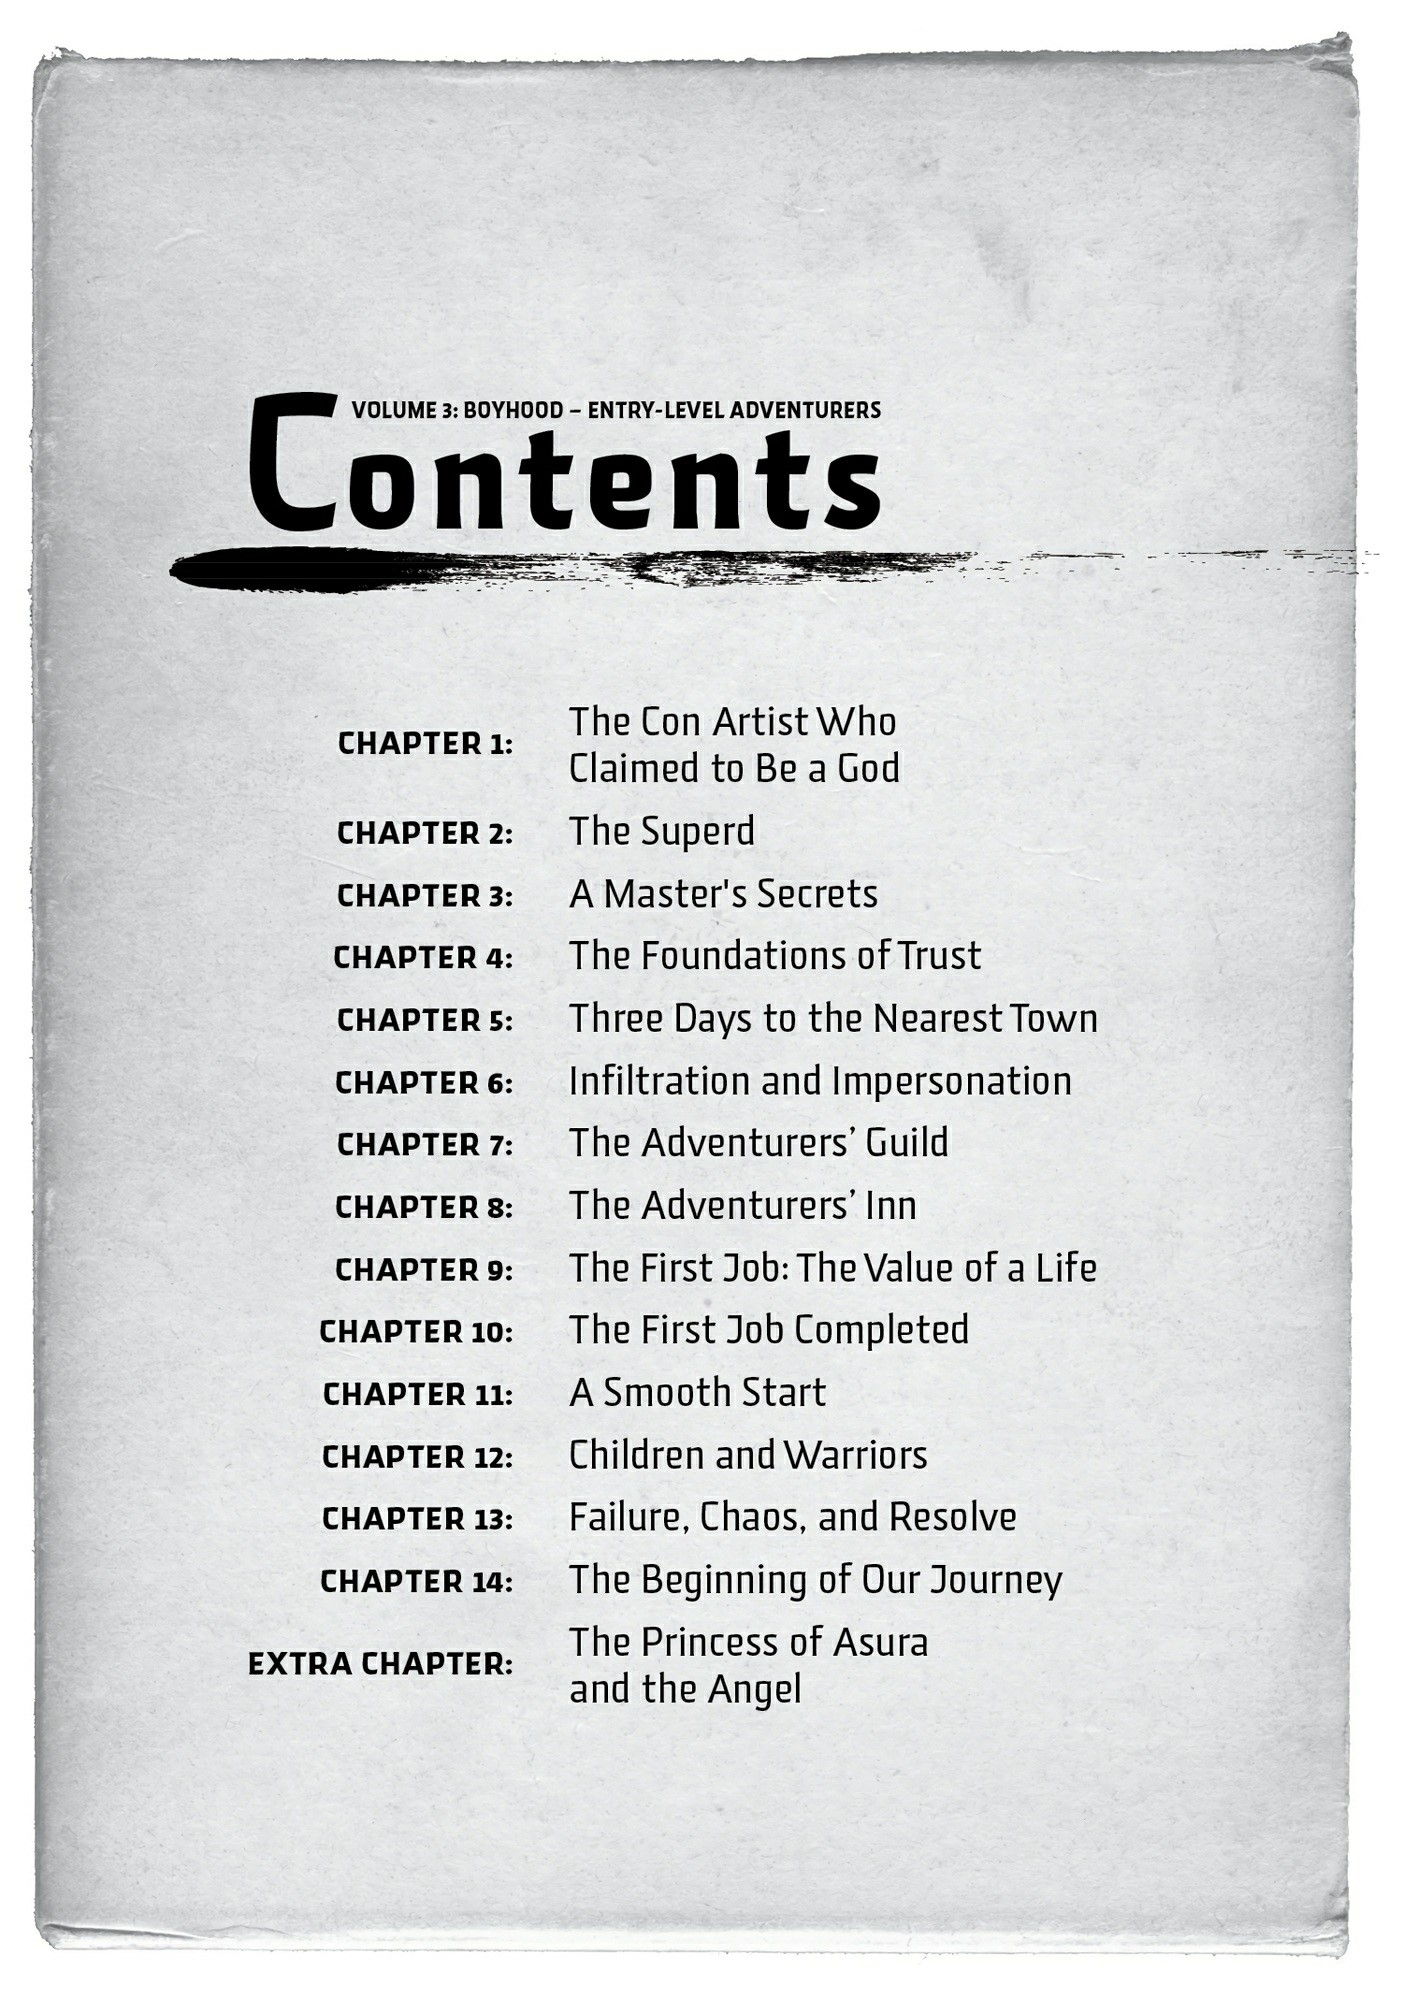 VOLUME 3: BOYHOOD – ENTRY-LEVEL ADVENTURERS
Contents
CHAPTER 1: The Con Artist Who
Claimed to Be a God
CHAPTER 2: The Superd
CHAPTER 3: A Master's Secrets
CHAPTER 4: The Foundations of Trust
CHAPTER 5: Three Days to the Nearest Town
CHAPTER 6: Infiltration and Impersonation
CHAPTER 7: The Adventurers’ Guild
CHAPTER 8: The Adventurers’ Inn
CHAPTER 9: The First Job: The Value of a Life
CHAPTER 10: The First Job Completed
CHAPTER 11: A Smooth Start
CHAPTER 12: Children and Warriors
CHAPTER 13: Failure, Chaos, and Resolve
CHAPTER 14: The Beginning of Our Journey
EXTRA CHAPTER: The Princess of Asura
and the Angel